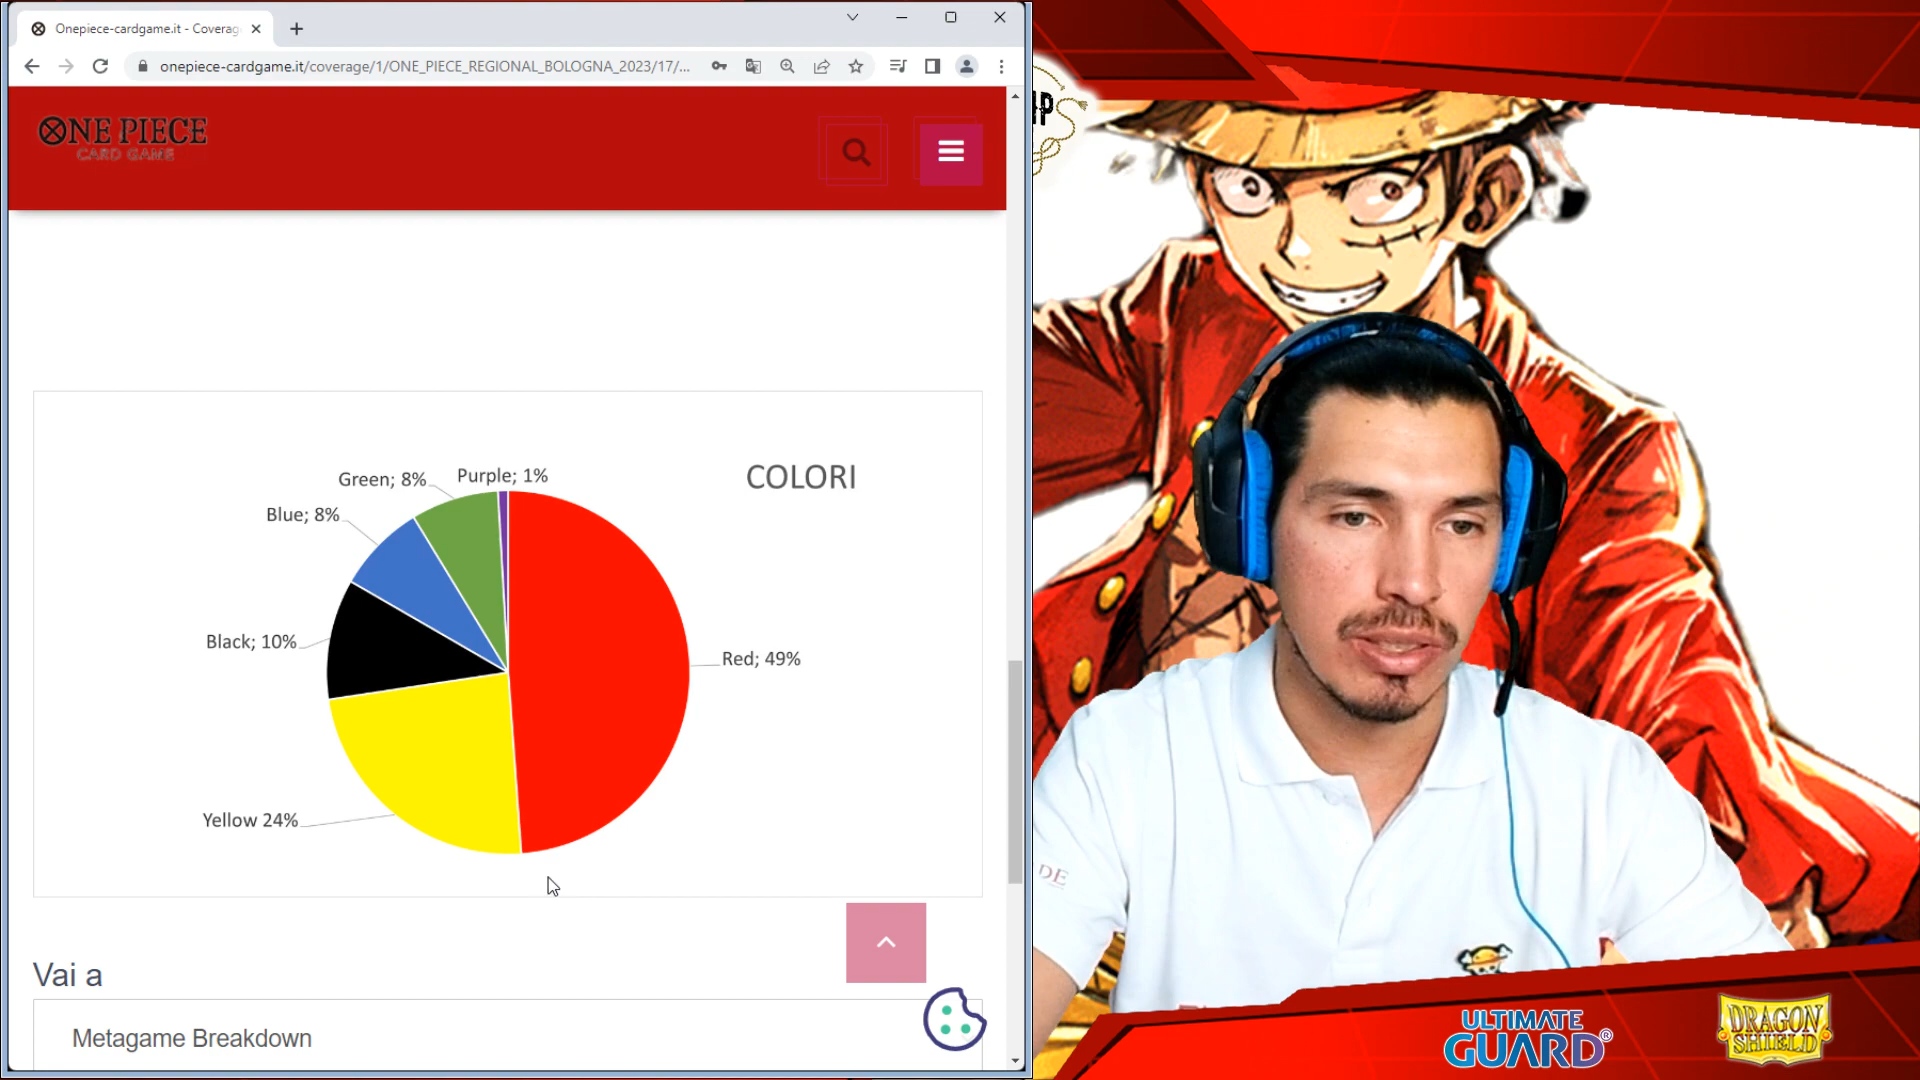 Onepiece-cardgame.it - Coverag
onepiece-cardgame.it/coverage/1/ONE_PIECE_REGIONAL_BOLOGNA_2023/17/...
ONE PIECE
CARD GAME
COLORI
Green; 8%
Purple; 1%
Blue; 8%
Black; 10%
Red; 49%
Yellow 24%
Vai a
Metagame Breakdown
DE
ULTIMATE
GUARD®
DRAGON
SHIELD